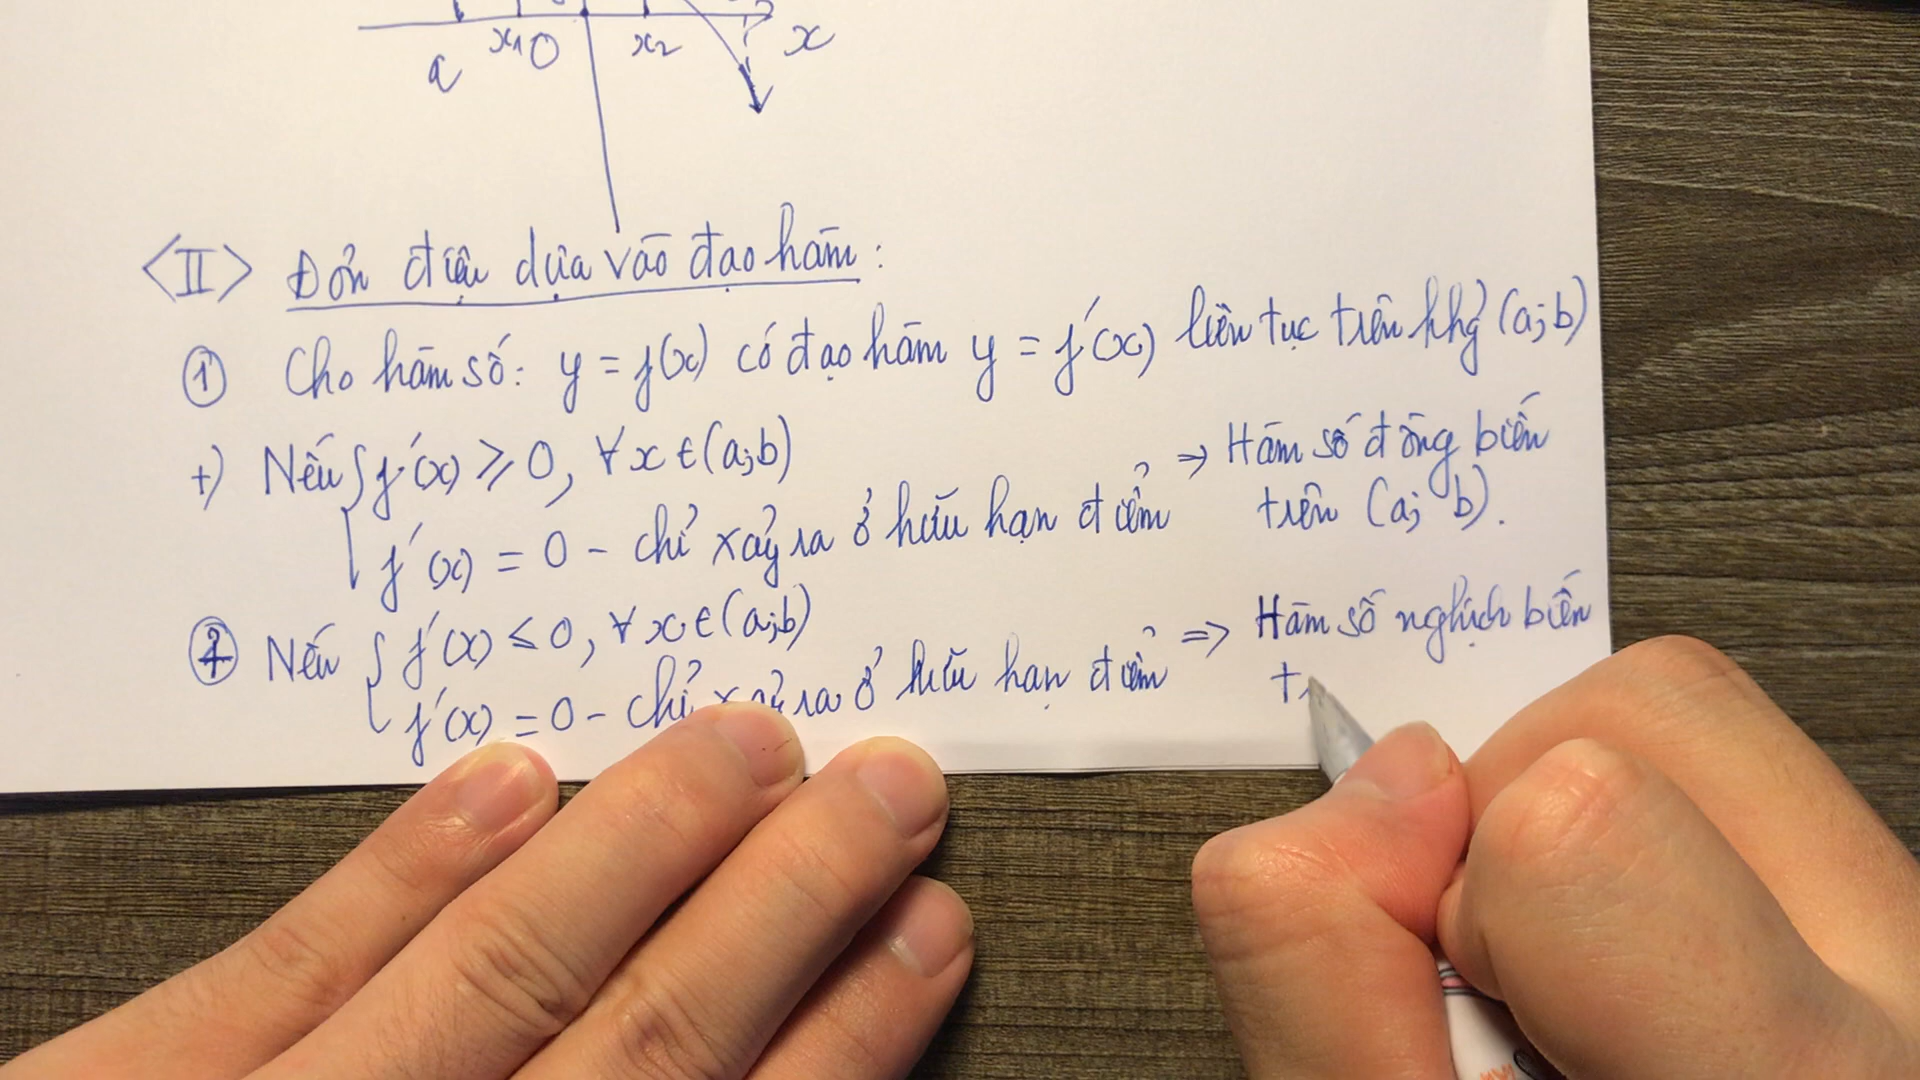 a x₁ O x₂ x
<II> Đơn điệu dựa vào đạo hàm :
① Cho hàm số: y = f(x) có đạo hàm y = f'(x) liên tục trên khg (a;b)
+) Nếu { f'(x) ≥ 0, ∀x ∈ (a;b)
f'(x) = 0 - chỉ xảy ra ở hữu hạn điểm
⇒ Hàm số đồng biến
trên (a; b).
Nếu { f'(x) ≤ 0, ∀x ∈ (a;b)
f'(x) = 0 - chỉ xảy ra ở hữu hạn điểm
⇒ Hàm số nghịch biến